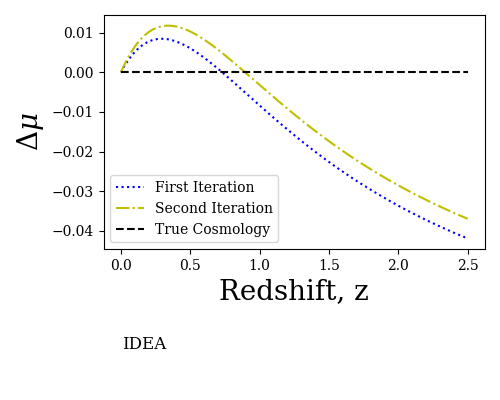 0.01
0.00
−0.01
−0.02
−0.03
−0.04
Δμ
First Iteration
Second Iteration
True Cosmology
0.0 0.5 1.0 1.5 2.0 2.5
Redshift, z
IDEA